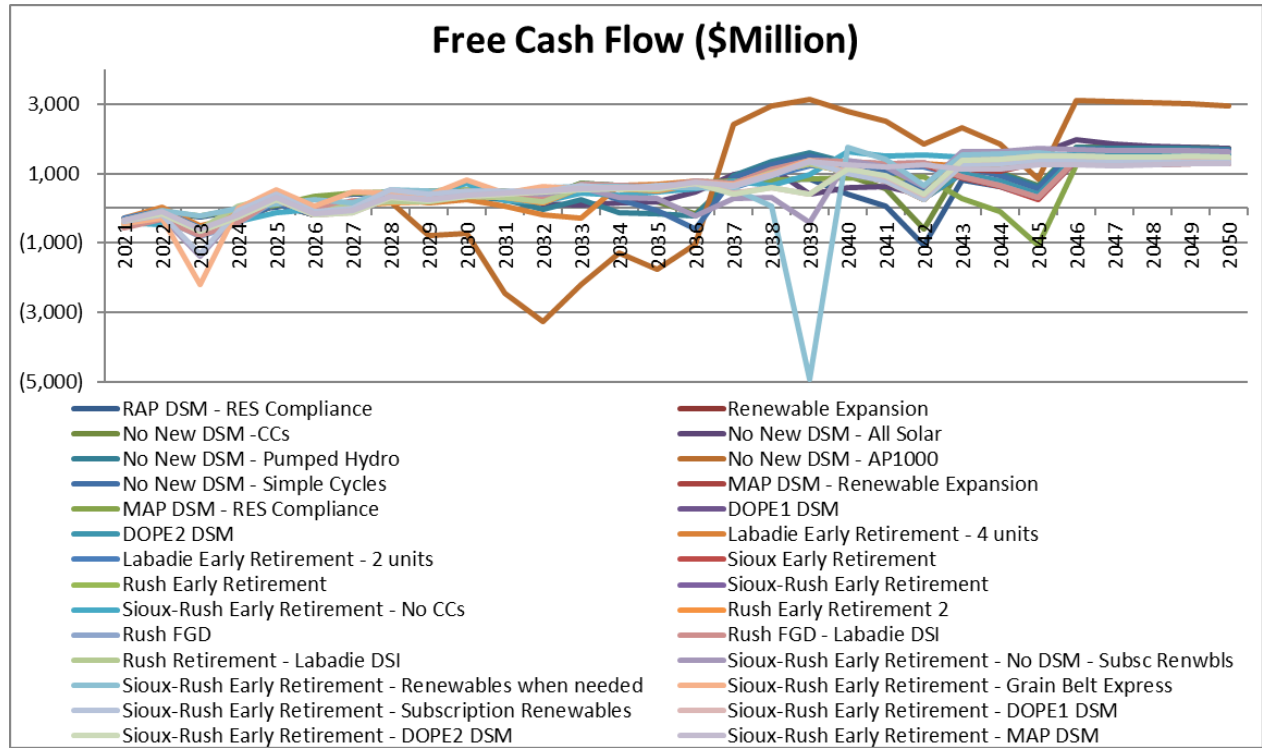 Free Cash Flow ($Million)
3,000
1,000
(1,000)
(3,000)
(5,000)
2021 2022 2023 2024 2025 2026 2027 2028 2029 2030 2031 2032 2033 2034 2035 2036 2037 2038 2039 2040 2041 2042 2043 2044 2045 2046 2047 2048 2049 2050
RAP DSM - RES Compliance Renewable Expansion
No New DSM -CCs No New DSM - All Solar
No New DSM - Pumped Hydro No New DSM - AP1000
No New DSM - Simple Cycles MAP DSM - Renewable Expansion
MAP DSM - RES Compliance DOPE1 DSM
DOPE2 DSM Labadie Early Retirement - 4 units
Labadie Early Retirement - 2 units Sioux Early Retirement
Rush Early Retirement Sioux-Rush Early Retirement
Sioux-Rush Early Retirement - No CCs Rush Early Retirement 2
Rush FGD Rush FGD - Labadie DSI
Rush Retirement - Labadie DSI Sioux-Rush Early Retirement - No DSM - Subsc Renwbls
Sioux-Rush Early Retirement - Renewables when needed Sioux-Rush Early Retirement - Grain Belt Express
Sioux-Rush Early Retirement - Subscription Renewables Sioux-Rush Early Retirement - DOPE1 DSM
Sioux-Rush Early Retirement - DOPE2 DSM Sioux-Rush Early Retirement - MAP DSM